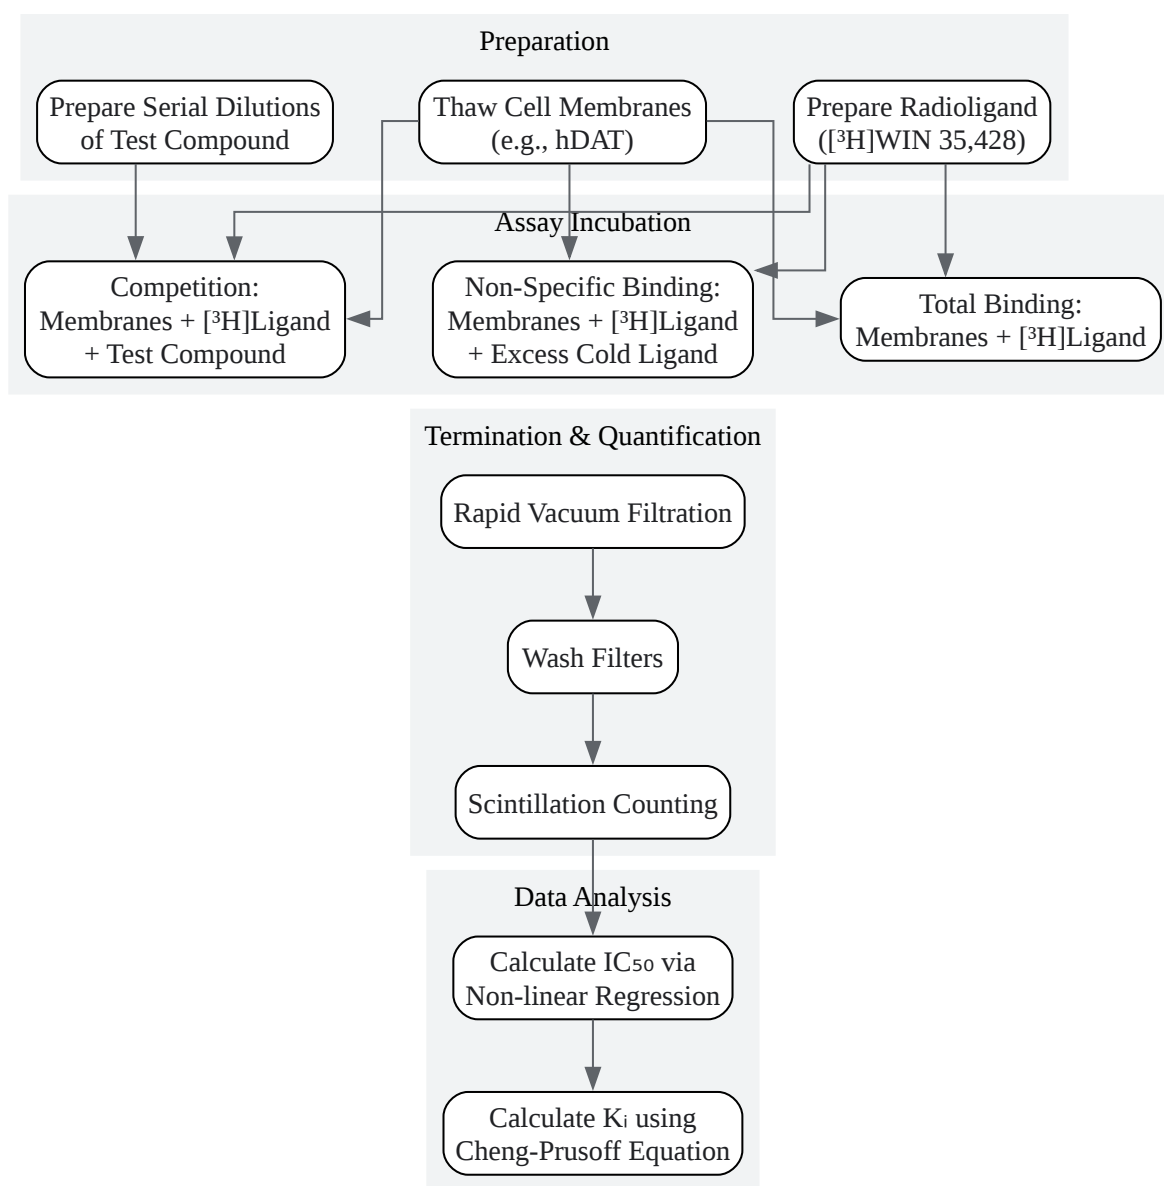 Preparation
Prepare Serial Dilutions
of Test Compound
Thaw Cell Membranes
(e.g., hDAT)
Prepare Radioligand
([³H]WIN 35,428)
Assay Incubation
Competition:
Membranes + [³H]Ligand
+ Test Compound
Non-Specific Binding:
Membranes + [³H]Ligand
+ Excess Cold Ligand
Total Binding:
Membranes + [³H]Ligand
Termination & Quantification
Rapid Vacuum Filtration
Wash Filters
Scintillation Counting
Data Analysis
Calculate IC₅₀ via
Non-linear Regression
Calculate Kᵢ using
Cheng-Prusoff Equation